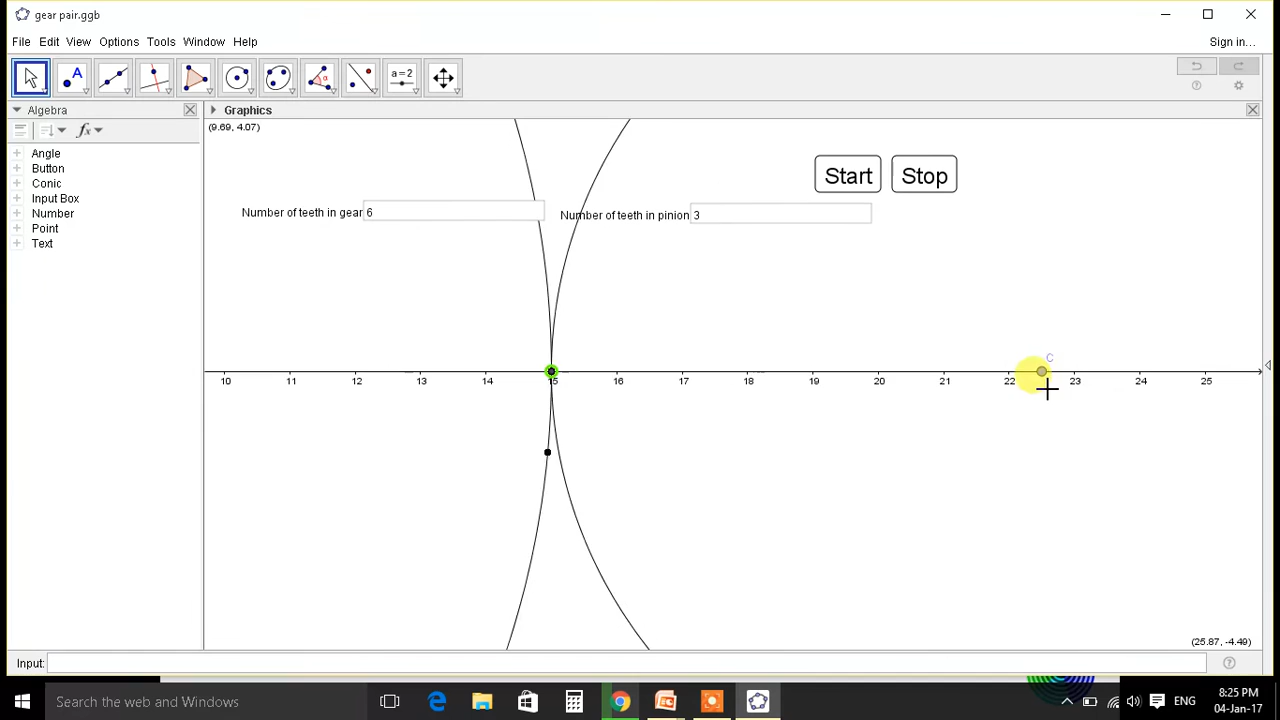 gear pair.ggb
File Edit View Options Tools Window Help
Sign in...
A
α
a=2
Algebra
Graphics
fx
(9.69, 4.07)
Angle
Button
Conic
Input Box
Number
Point
Text
Start Stop
Number of teeth in gear 6
Number of teeth in pinion 3
C
10 11 12 13 14 15 16 17 18 19 20 21 22 23 24 25
(25.87, -4.49)
Input:
Search the web and Windows
ENG
8:25 PM
04-Jan-17